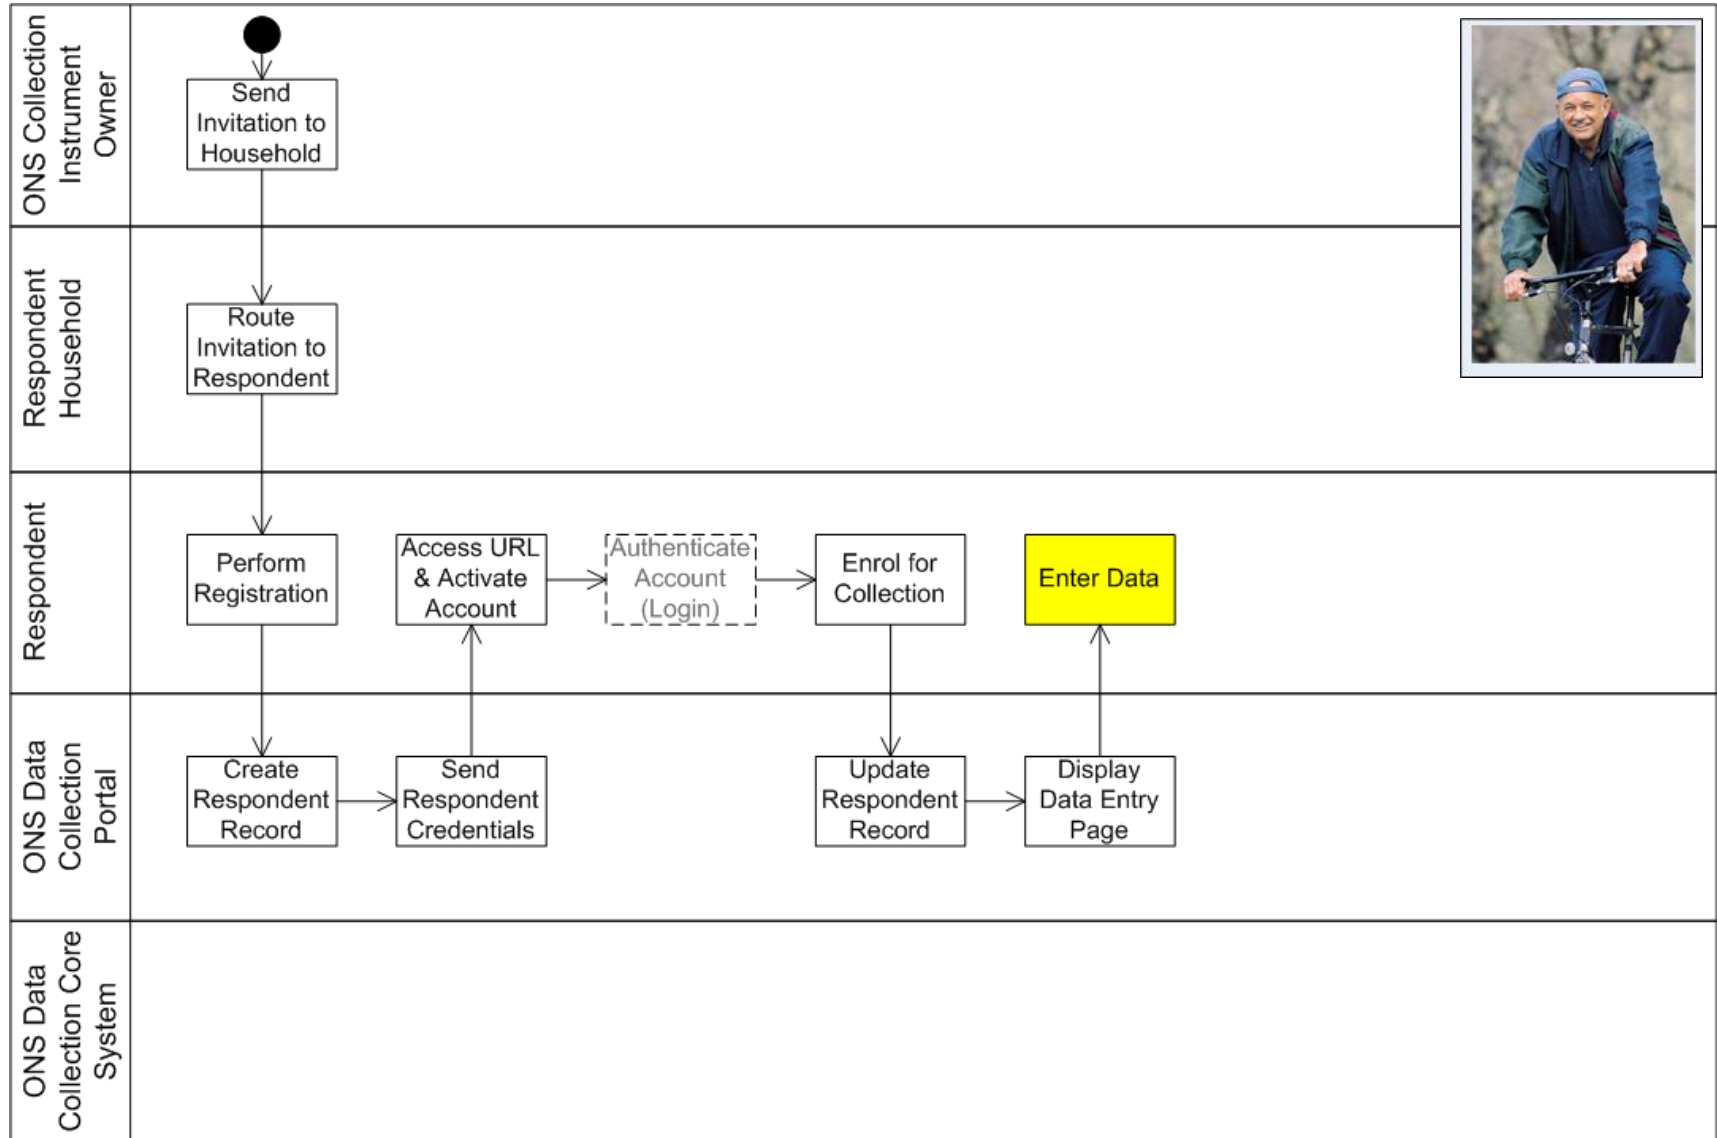 ONS Collection
Instrument
Owner
Send
Invitation to
Household
Respondent
Household
Route
Invitation to
Respondent
Respondent
Perform
Registration
Access URL
& Activate
Account
Authenticate
Account
(Login)
Enrol for
Collection
Enter Data
ONS Data
Collection
Portal
Create
Respondent
Record
Send
Respondent
Credentials
Update
Respondent
Record
Display
Data Entry
Page
ONS Data
Collection Core
System